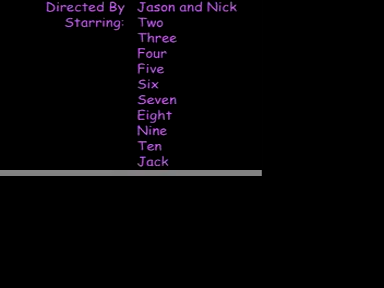 Directed By Jason and Nick
Starring: Two
Three
Four
Five
Six
Seven
Eight
Nine
Ten
Jack